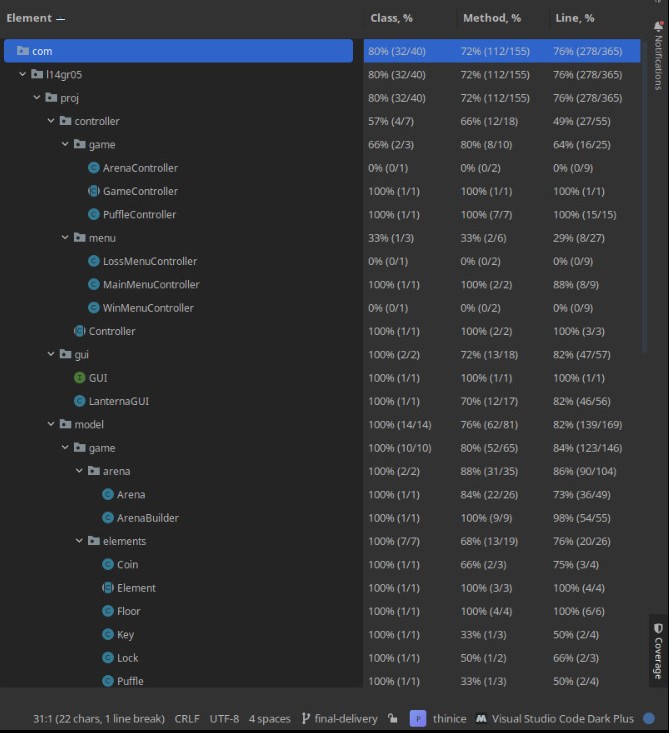 Element Class, % Method, % Line, %
com 80% (32/40) 72% (112/155) 76% (278/365)
l14gr05 80% (32/40) 72% (112/155) 76% (278/365)
proj 80% (32/40) 72% (112/155) 76% (278/365)
controller 57% (4/7) 66% (12/18) 49% (27/55)
game 66% (2/3) 80% (8/10) 64% (16/25)
ArenaController 0% (0/1) 0% (0/2) 0% (0/9)
GameController 100% (1/1) 100% (1/1) 100% (1/1)
PuffleController 100% (1/1) 100% (7/7) 100% (15/15)
menu 33% (1/3) 33% (2/6) 29% (8/27)
LossMenuController 0% (0/1) 0% (0/2) 0% (0/9)
MainMenuController 100% (1/1) 100% (2/2) 88% (8/9)
WinMenuController 0% (0/1) 0% (0/2) 0% (0/9)
Controller 100% (1/1) 100% (2/2) 100% (3/3)
gui 100% (2/2) 72% (13/18) 82% (47/57)
GUI 100% (1/1) 100% (1/1) 100% (1/1)
LanternaGUI 100% (1/1) 70% (12/17) 82% (46/56)
model 100% (14/14) 76% (62/81) 82% (139/169)
game 100% (10/10) 80% (52/65) 84% (123/146)
arena 100% (2/2) 88% (31/35) 86% (90/104)
Arena 100% (1/1) 84% (22/26) 73% (36/49)
ArenaBuilder 100% (1/1) 100% (9/9) 98% (54/55)
elements 100% (7/7) 68% (13/19) 76% (20/26)
Coin 100% (1/1) 66% (2/3) 75% (3/4)
Element 100% (1/1) 100% (3/3) 100% (4/4)
Floor 100% (1/1) 100% (4/4) 100% (6/6)
Key 100% (1/1) 33% (1/3) 50% (2/4)
Lock 100% (1/1) 50% (1/2) 66% (2/3)
Puffle 100% (1/1) 33% (1/3) 50% (2/4)
Notifications
Coverage
31:1 (22 chars, 1 line break) CRLF UTF-8 4 spaces final-delivery P thinice Visual Studio Code Dark Plus